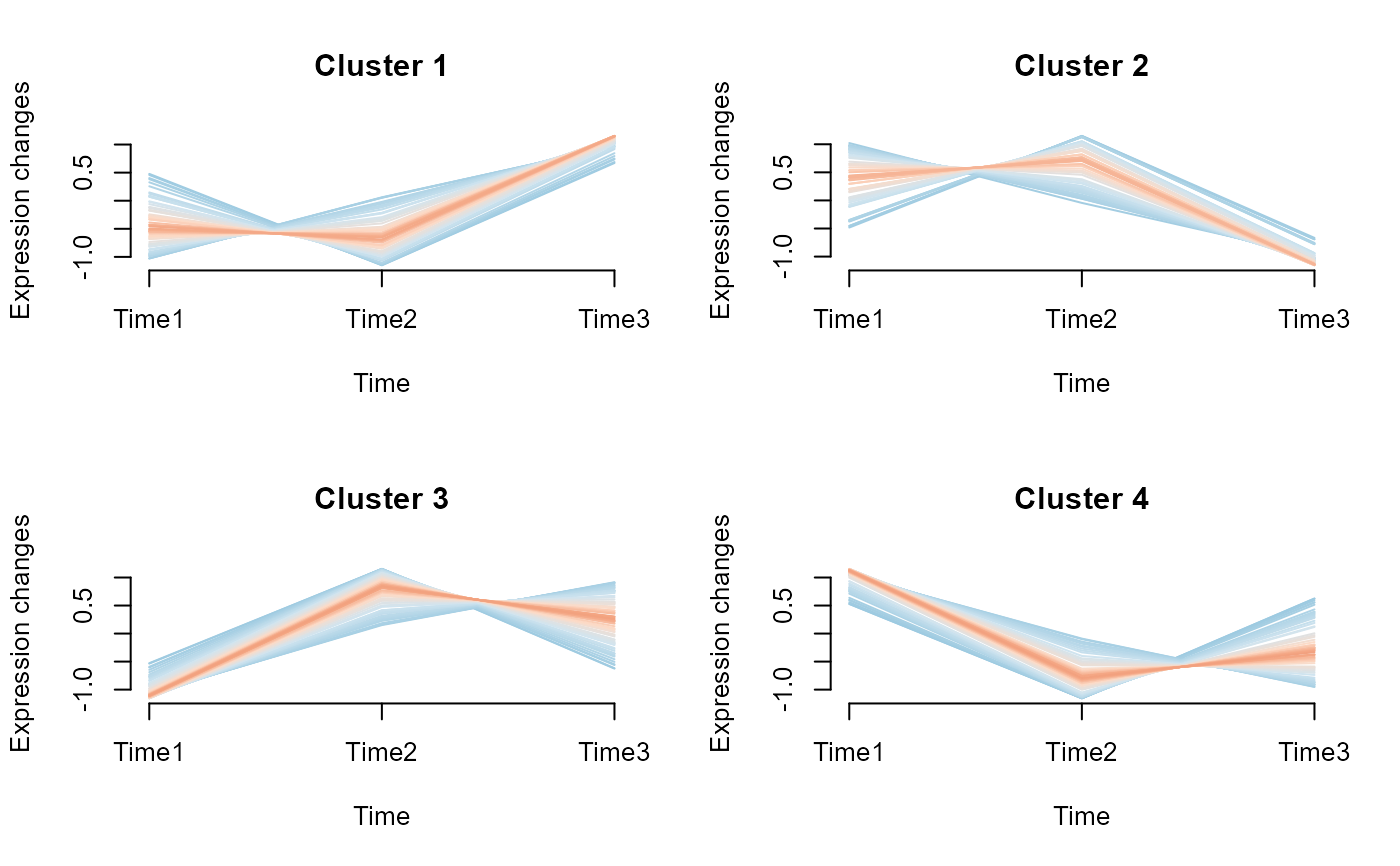 Cluster 1
Expression changes
0.5
-1.0
Time1 Time2 Time3
Time
Cluster 2
Expression changes
0.5
-1.0
Time1 Time2 Time3
Time
Cluster 3
Expression changes
0.5
-1.0
Time1 Time2 Time3
Time
Cluster 4
Expression changes
0.5
-1.0
Time1 Time2 Time3
Time